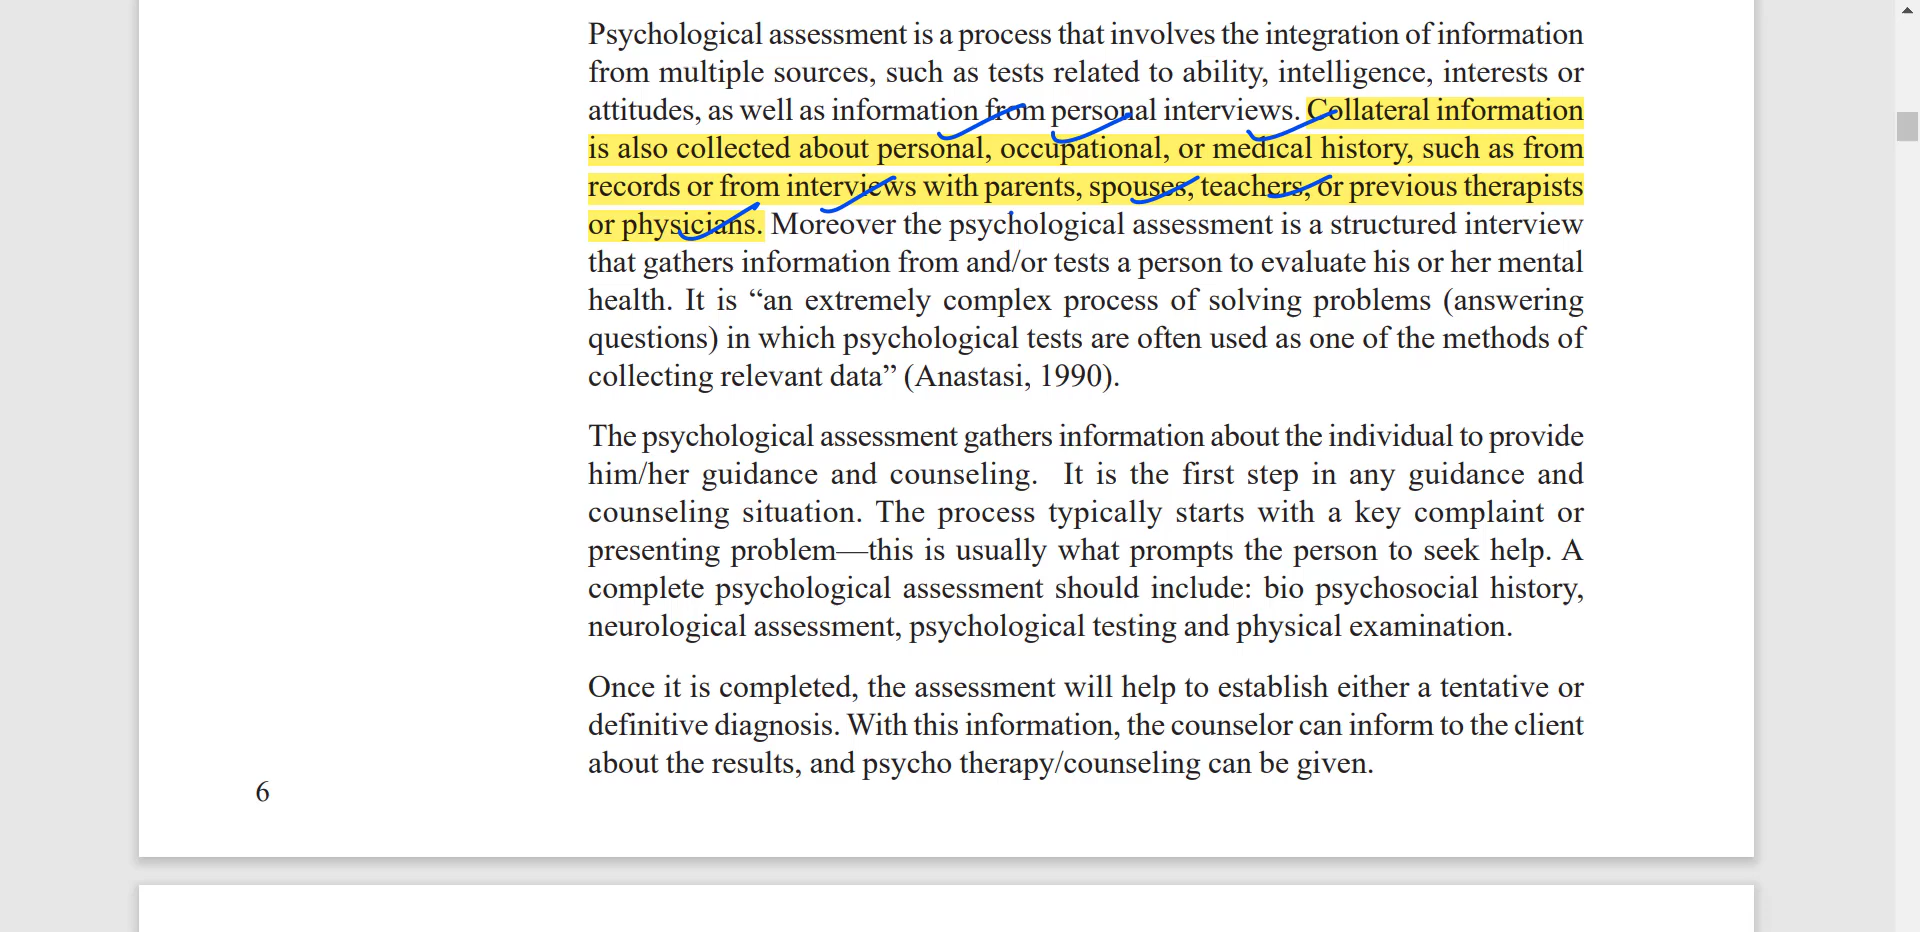 Psychological assessment is a process that involves the integration of information
from multiple sources, such as tests related to ability, intelligence, interests or
attitudes, as well as information from personal interviews. Collateral information
is also collected about personal, occupational, or medical history, such as from
records or from interviews with parents, spouses, teachers, or previous therapists
or physicians. Moreover the psychological assessment is a structured interview
that gathers information from and/or tests a person to evaluate his or her mental
health. It is “an extremely complex process of solving problems (answering
questions) in which psychological tests are often used as one of the methods of
collecting relevant data” (Anastasi, 1990).
The psychological assessment gathers information about the individual to provide
him/her guidance and counseling. It is the first step in any guidance and
counseling situation. The process typically starts with a key complaint or
presenting problem—this is usually what prompts the person to seek help. A
complete psychological assessment should include: bio psychosocial history,
neurological assessment, psychological testing and physical examination.
Once it is completed, the assessment will help to establish either a tentative or
definitive diagnosis. With this information, the counselor can inform to the client
about the results, and psycho therapy/counseling can be given.
6